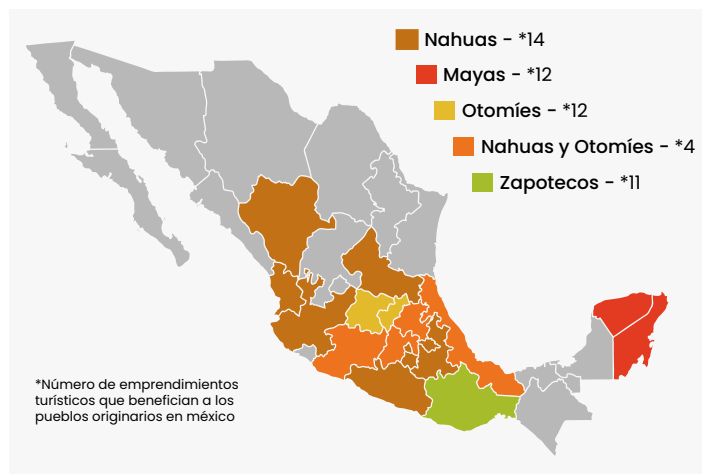 Nahuas - *14
Mayas - *12
Otomíes - *12
Nahuas y Otomíes - *4
Zapotecos - *11
*Número de emprendimientos
turísticos que benefician a los
pueblos originarios en méxico